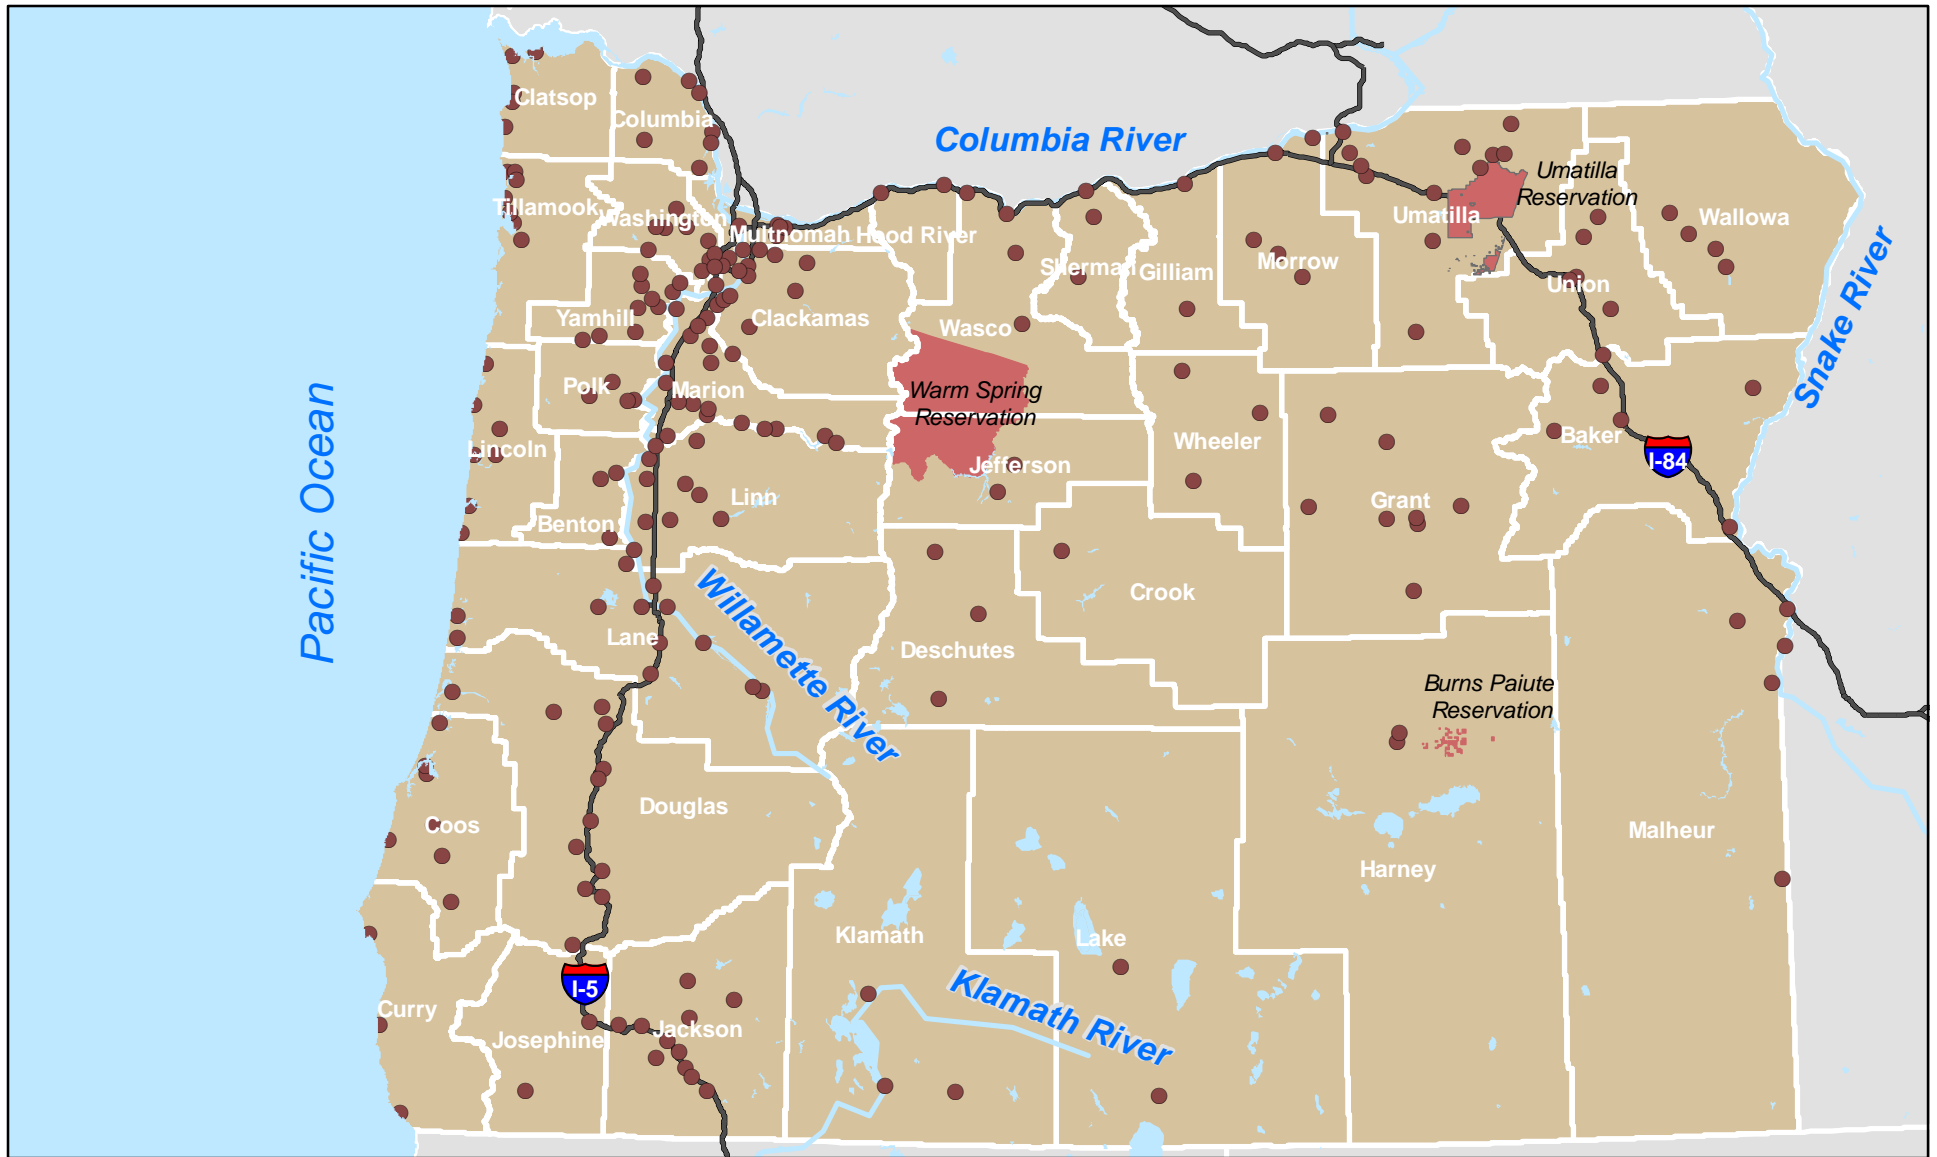 Clatsop
Columbia
Columbia River
Umatilla
Reservation
Tillamook
Washington
Multnomah
Hood River
Umatilla
Wallowa
Sherman
Gilliam
Morrow
Union
Snake River
Yamhill
Clackamas
Wasco
Polk
Marion
Warm Spring
Reservation
Pacific Ocean
Lincoln
Jefferson
Wheeler
Baker
I-84
Linn
Grant
Benton
Crook
Willamette River
Lane
Deschutes
Burns Paiute
Reservation
Douglas
Coos
Malheur
Harney
Klamath
Lake
I-5
Klamath River
Curry
Josephine
Jackson